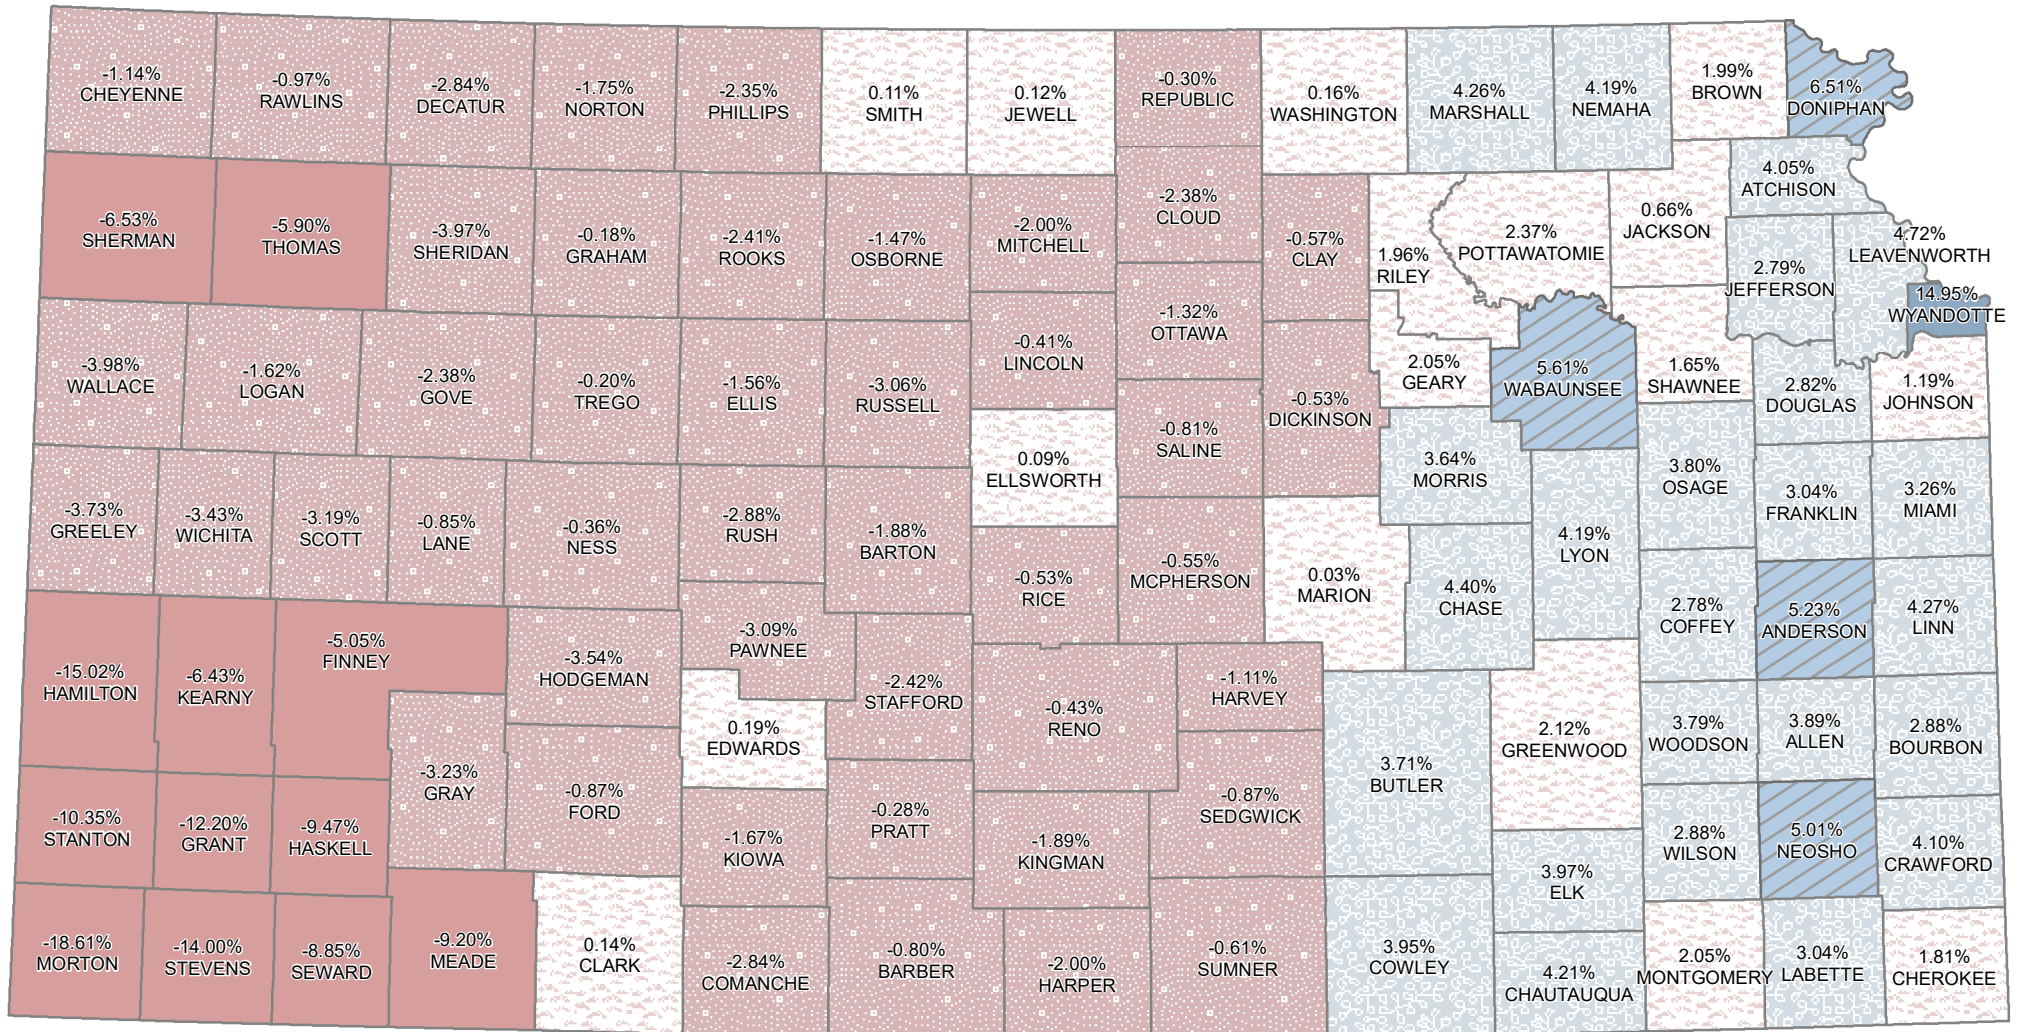 -1.14%
CHEYENNE
-0.97%
RAWLINS
-2.84%
DECATUR
-1.75%
NORTON
-2.35%
PHILLIPS
0.11%
SMITH
0.12%
JEWELL
-0.30%
REPUBLIC
0.16%
WASHINGTON
4.26%
MARSHALL
4.19%
NEMAHA
1.99%
BROWN
6.51%
DONIPHAN
-6.53%
SHERMAN
-5.90%
THOMAS
-3.97%
SHERIDAN
-0.18%
GRAHAM
-2.41%
ROOKS
-1.47%
OSBORNE
-2.00%
MITCHELL
-2.38%
CLOUD
-0.57%
CLAY
1.96%
RILEY
2.37%
POTTAWATOMIE
0.66%
JACKSON
4.05%
ATCHISON
2.79%
JEFFERSON
4.72%
LEAVENWORTH
14.95%
WYANDOTTE
-3.98%
WALLACE
-1.62%
LOGAN
-2.38%
GOVE
-0.20%
TREGO
-1.56%
ELLIS
-3.06%
RUSSELL
-0.41%
LINCOLN
-1.32%
OTTAWA
-0.53%
DICKINSON
2.05%
GEARY
5.61%
WABAUNSEE
1.65%
SHAWNEE
2.82%
DOUGLAS
1.19%
JOHNSON
0.09%
ELLSWORTH
-0.81%
SALINE
3.64%
MORRIS
3.80%
OSAGE
3.04%
FRANKLIN
3.26%
MIAMI
-3.73%
GREELEY
-3.43%
WICHITA
-3.19%
SCOTT
-0.85%
LANE
-0.36%
NESS
-2.88%
RUSH
-1.88%
BARTON
-0.53%
RICE
-0.55%
MCPHERSON
0.03%
MARION
4.40%
CHASE
4.19%
LYON
2.78%
COFFEY
5.23%
ANDERSON
4.27%
LINN
-15.02%
HAMILTON
-6.43%
KEARNY
-5.05%
FINNEY
-3.54%
HODGEMAN
-3.09%
PAWNEE
-2.42%
STAFFORD
-0.43%
RENO
-1.11%
HARVEY
3.71%
BUTLER
2.12%
GREENWOOD
3.79%
WOODSON
3.89%
ALLEN
2.88%
BOURBON
0.19%
EDWARDS
-3.23%
GRAY
-0.87%
FORD
-10.35%
STANTON
-12.20%
GRANT
-9.47%
HASKELL
-1.67%
KIOWA
-0.28%
PRATT
-1.89%
KINGMAN
-0.87%
SEDGWICK
3.97%
ELK
2.88%
WILSON
5.01%
NEOSHO
4.10%
CRAWFORD
-18.61%
MORTON
-14.00%
STEVENS
-8.85%
SEWARD
-9.20%
MEADE
0.14%
CLARK
-2.84%
COMANCHE
-0.80%
BARBER
-2.00%
HARPER
-0.61%
SUMNER
3.95%
COWLEY
4.21%
CHAUTAUQUA
2.05%
MONTGOMERY
3.04%
LABETTE
1.81%
CHEROKEE